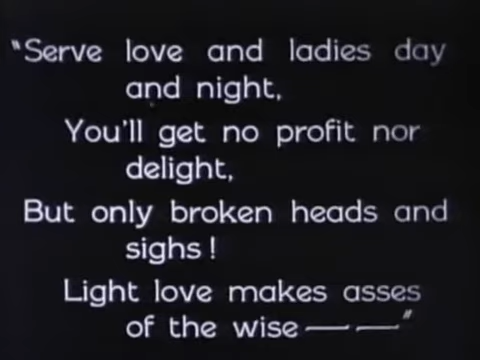 "Serve love and ladies day
and night,
You'll get no profit nor
delight,
But only broken heads and
sighs!
Light love makes asses
of the wise — — "